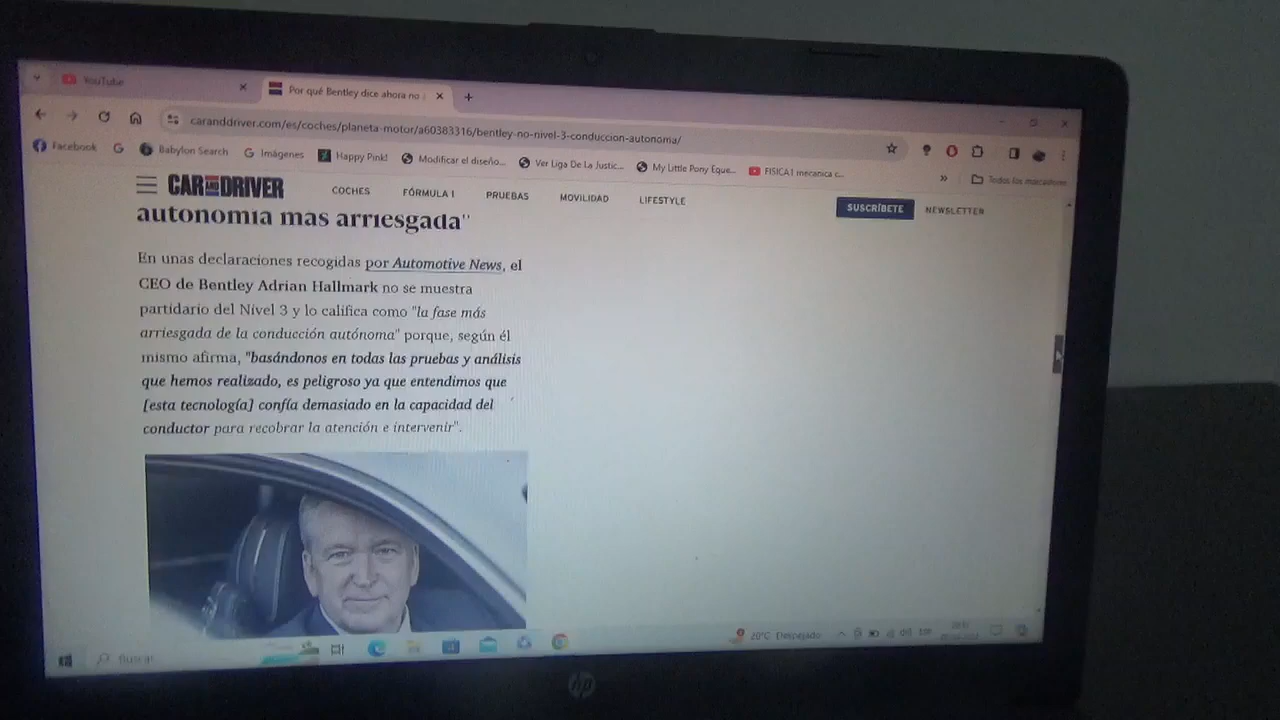 YouTube
Por qué Bentley dice ahora no
caranddriver.com/es/coches/planeta-motor/a60383316/bentley-no-nivel-3-conduccion-autonoma/
Facebook
Babylon Search
Imágenes
Happy Pink!
Modificar el diseño...
Ver Liga De La Justic...
My Little Pony Eque...
FISICA I mecanica c...
»
Todos los marcadores
CAR AND DRIVER
COCHES
FÓRMULA 1
PRUEBAS
MOVILIDAD
LIFESTYLE
SUSCRÍBETE
NEWSLETTER
autonomía más arriesgada"
En unas declaraciones recogidas por Automotive News, el
CEO de Bentley Adrian Hallmark no se muestra
partidario del Nivel 3 y lo califica como "la fase más
arriesgada de la conducción autónoma" porque, según él
mismo afirma, "basándonos en todas las pruebas y análisis
que hemos realizado, es peligroso ya que entendimos que
[esta tecnología] confía demasiado en la capacidad del
conductor para recobrar la atención e intervenir".
Buscar
20°C Despejado
ESP
hp